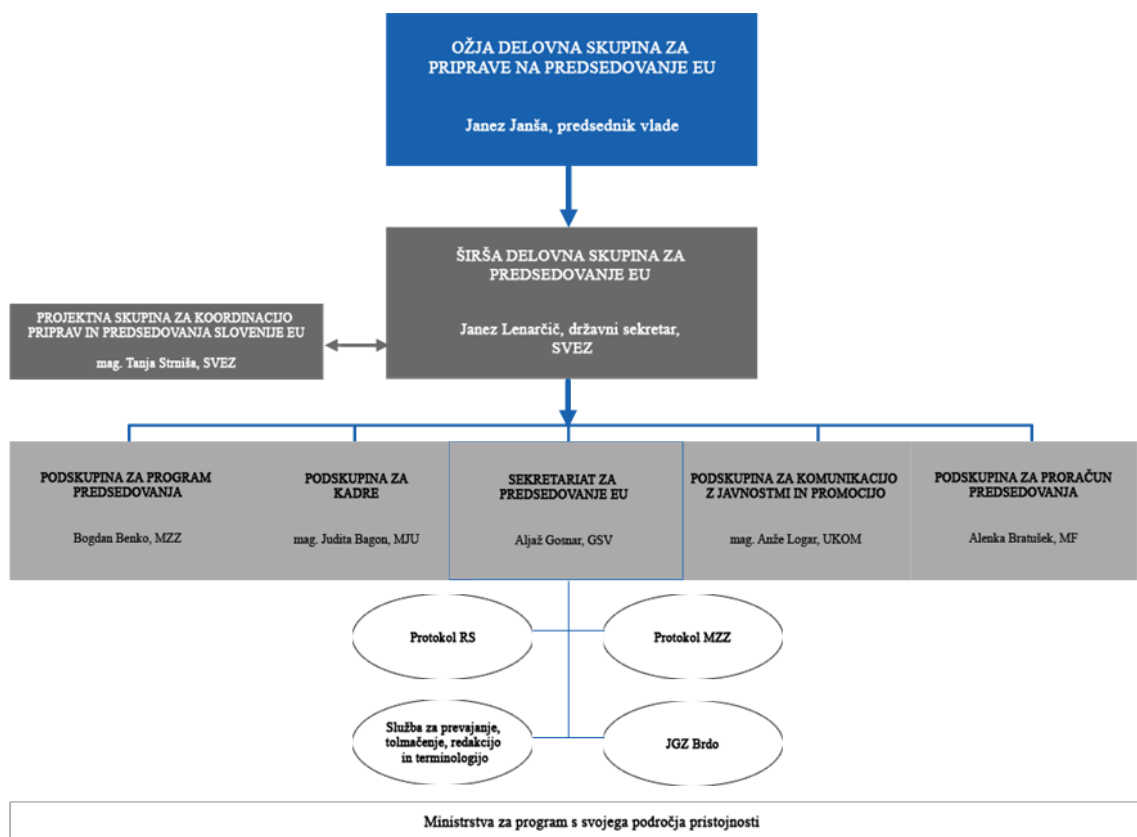 OŽJA DELOVNA SKUPINA ZA
PRIPRAVE NA PREDSEDOVANJE EU
Janez Janša, predsednik vlade
ŠIRŠA DELOVNA SKUPINA ZA
PREDSEDOVANJE EU
Janez Lenarčič, državni sekretar,
SVEZ
PROJEKTNA SKUPINA ZA KOORDINACIJO
PRIPRAV IN PREDSEDOVANJA SLOVENIJE EU
mag. Tanja Strniša, SVEZ
PODSKUPINA ZA PROGRAM
PREDSEDOVANJA
Bogdan Benko, MZZ
PODSKUPINA ZA
KADRE
mag. Judita Bagon, MJU
SEKRETARIAT ZA
PREDSEDOVANJE EU
Aljaž Gosnar, GSV
PODSKUPINA ZA KOMUNIKACIJO
Z JAVNOSTMI IN PROMOCIJO
mag. Anže Logar, UKOM
PODSKUPINA ZA PRORAČUN
PREDSEDOVANJA
Alenka Bratušek, MF
Protokol RS
Protokol MZZ
Služba za prevajanje,
tolmačenje, redakcijo
in terminologijo
JGZ Brdo
Ministrstva za program s svojega področja pristojnosti